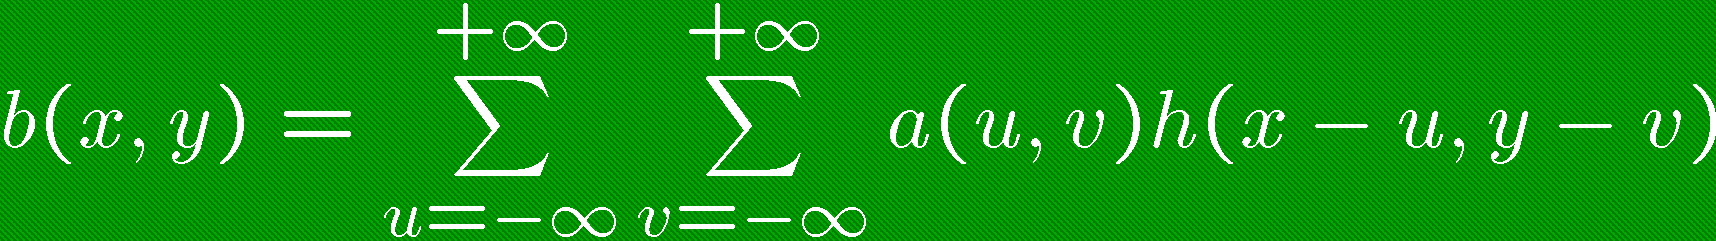 b(x, y) = \sum_{u=-\infty}^{+\infty} \sum_{v=-\infty}^{+\infty} a(u, v)h(x - u, y - v)